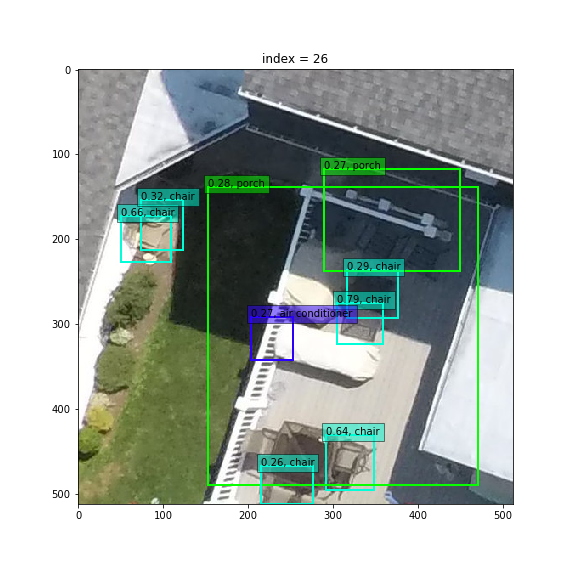 index = 26
0
100
200
300
400
500
0.27, porch
0.28, porch
0.32, chair
0.66, chair
0.29, chair
0.79, chair
0.27, air conditioner
0.64, chair
0.26, chair
0 100 200 300 400 500